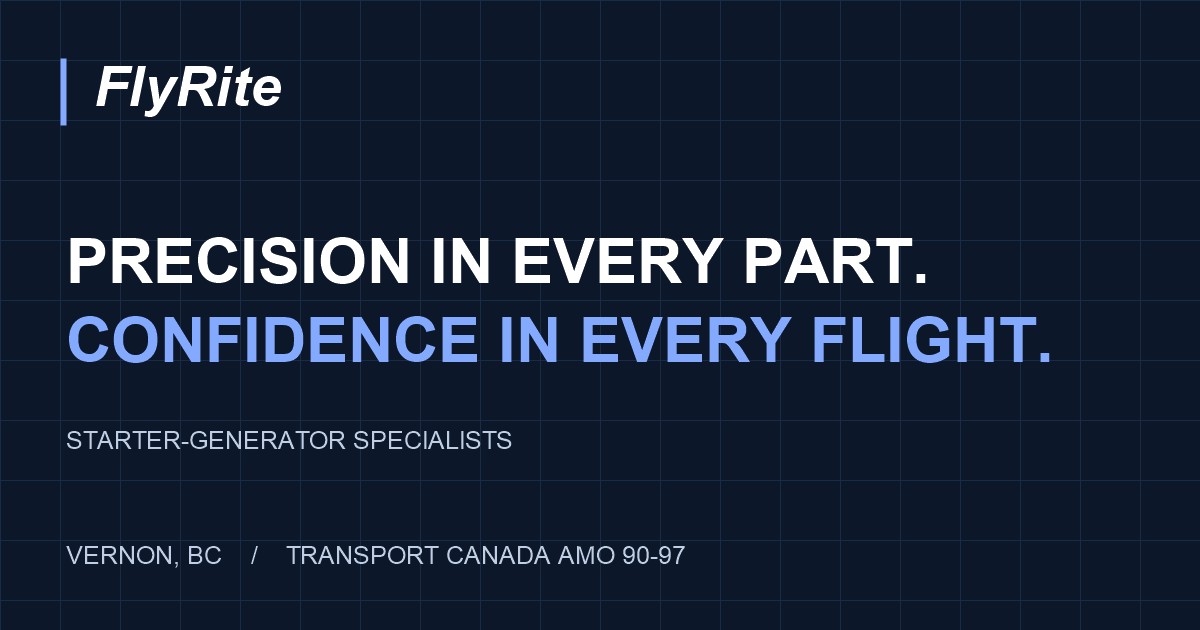 FlyRite
PRECISION IN EVERY PART.
CONFIDENCE IN EVERY FLIGHT.
STARTER-GENERATOR SPECIALISTS
VERNON, BC / TRANSPORT CANADA AMO 90-97